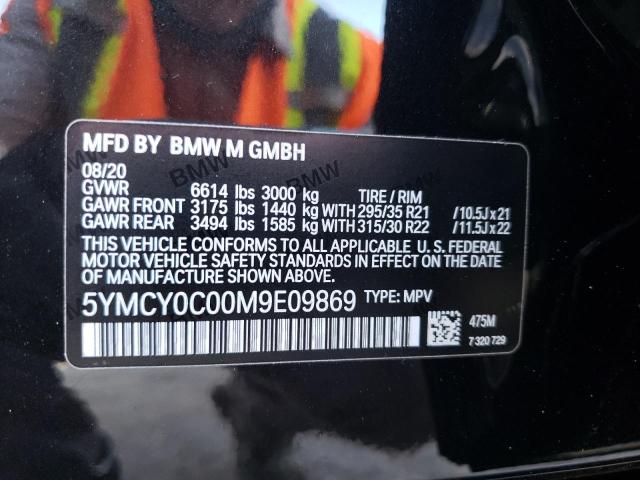 MFD BY BMW M GMBH
08/20
GVWR 6614 lbs 3000 kg TIRE / RIM
GAWR FRONT 3175 lbs 1440 kg WITH 295/35 R21 /10.5J x 21
GAWR REAR 3494 lbs 1585 kg WITH 315/30 R22 /11.5J x 22
THIS VEHICLE CONFORMS TO ALL APPLICABLE U. S. FEDERAL
MOTOR VEHICLE SAFETY STANDARDS IN EFFECT ON THE DATE
OF MANUFACTURE SHOWN ABOVE.
5YMCY0C00M9E09869 TYPE: MPV
475M
7 320 729